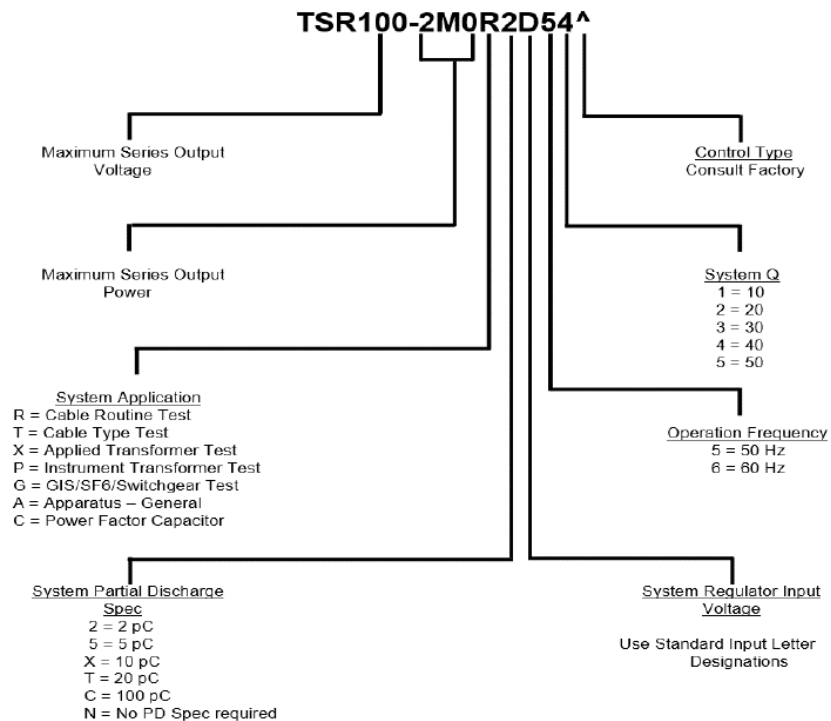 TSR100-2M0R2D54^
Maximum Series Output
Voltage
Maximum Series Output
Power
System Application
R = Cable Routine Test
T = Cable Type Test
X = Applied Transformer Test
P = Instrument Transformer Test
G = GIS/SF6/Switchgear Test
A = Apparatus – General
C = Power Factor Capacitor
System Partial Discharge
Spec
2 = 2 pC
5 = 5 pC
X = 10 pC
T = 20 pC
C = 100 pC
N = No PD Spec required
Control Type
Consult Factory
System Q
1 = 10
2 = 20
3 = 30
4 = 40
5 = 50
Operation Frequency
5 = 50 Hz
6 = 60 Hz
System Regulator Input
Voltage
Use Standard Input Letter
Designations